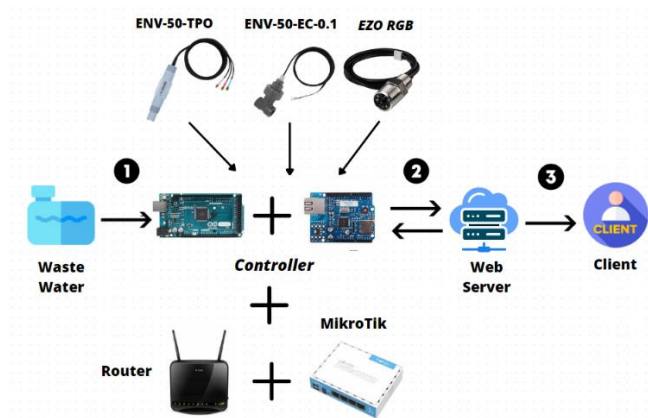 ENV-50-TPO
ENV-50-EC-0.1
EZO RGB
1
2
3
CLIENT
Waste
Water
Controller
Web
Server
Client
MikroTik
Router